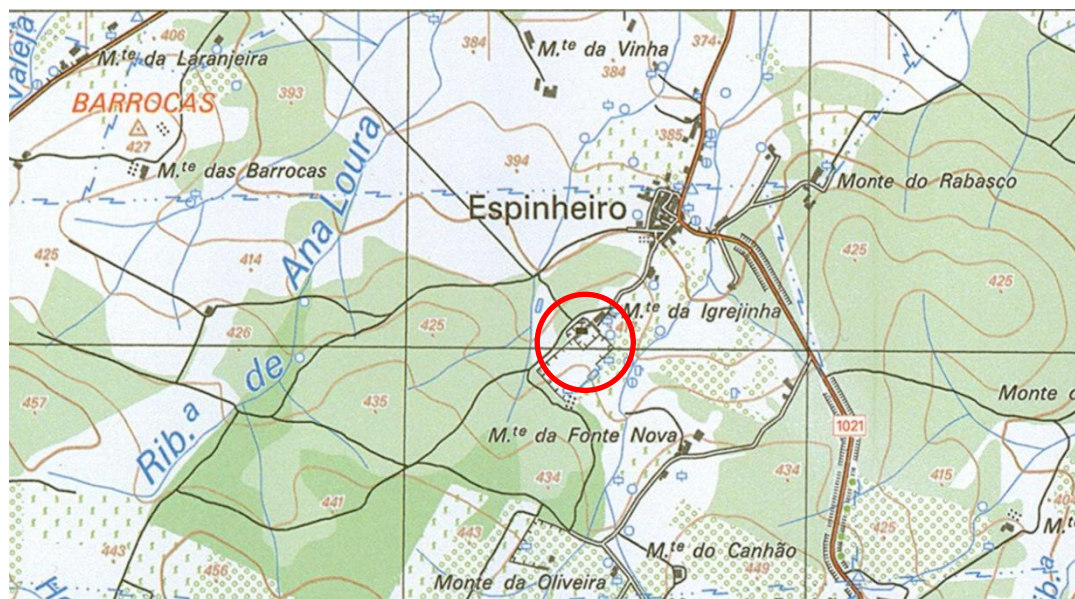 406
M.te da Laranjeira
384
M.te da Vinha
374
384
Valeja
BARROCAS
393
427
M.te das Barrocas
385
394
Monte do Rabasco
Espinheiro
Rib.a de Ana Loura
425
414
425
425
M.te da Igrejinha
426
425
457
435
Monte d
M.te da Fonte Nova
1021
434
434
415
441
404
443
443
425
M.te
456
M.te do Canhão
449
Monte da Oliveira
Rib.a